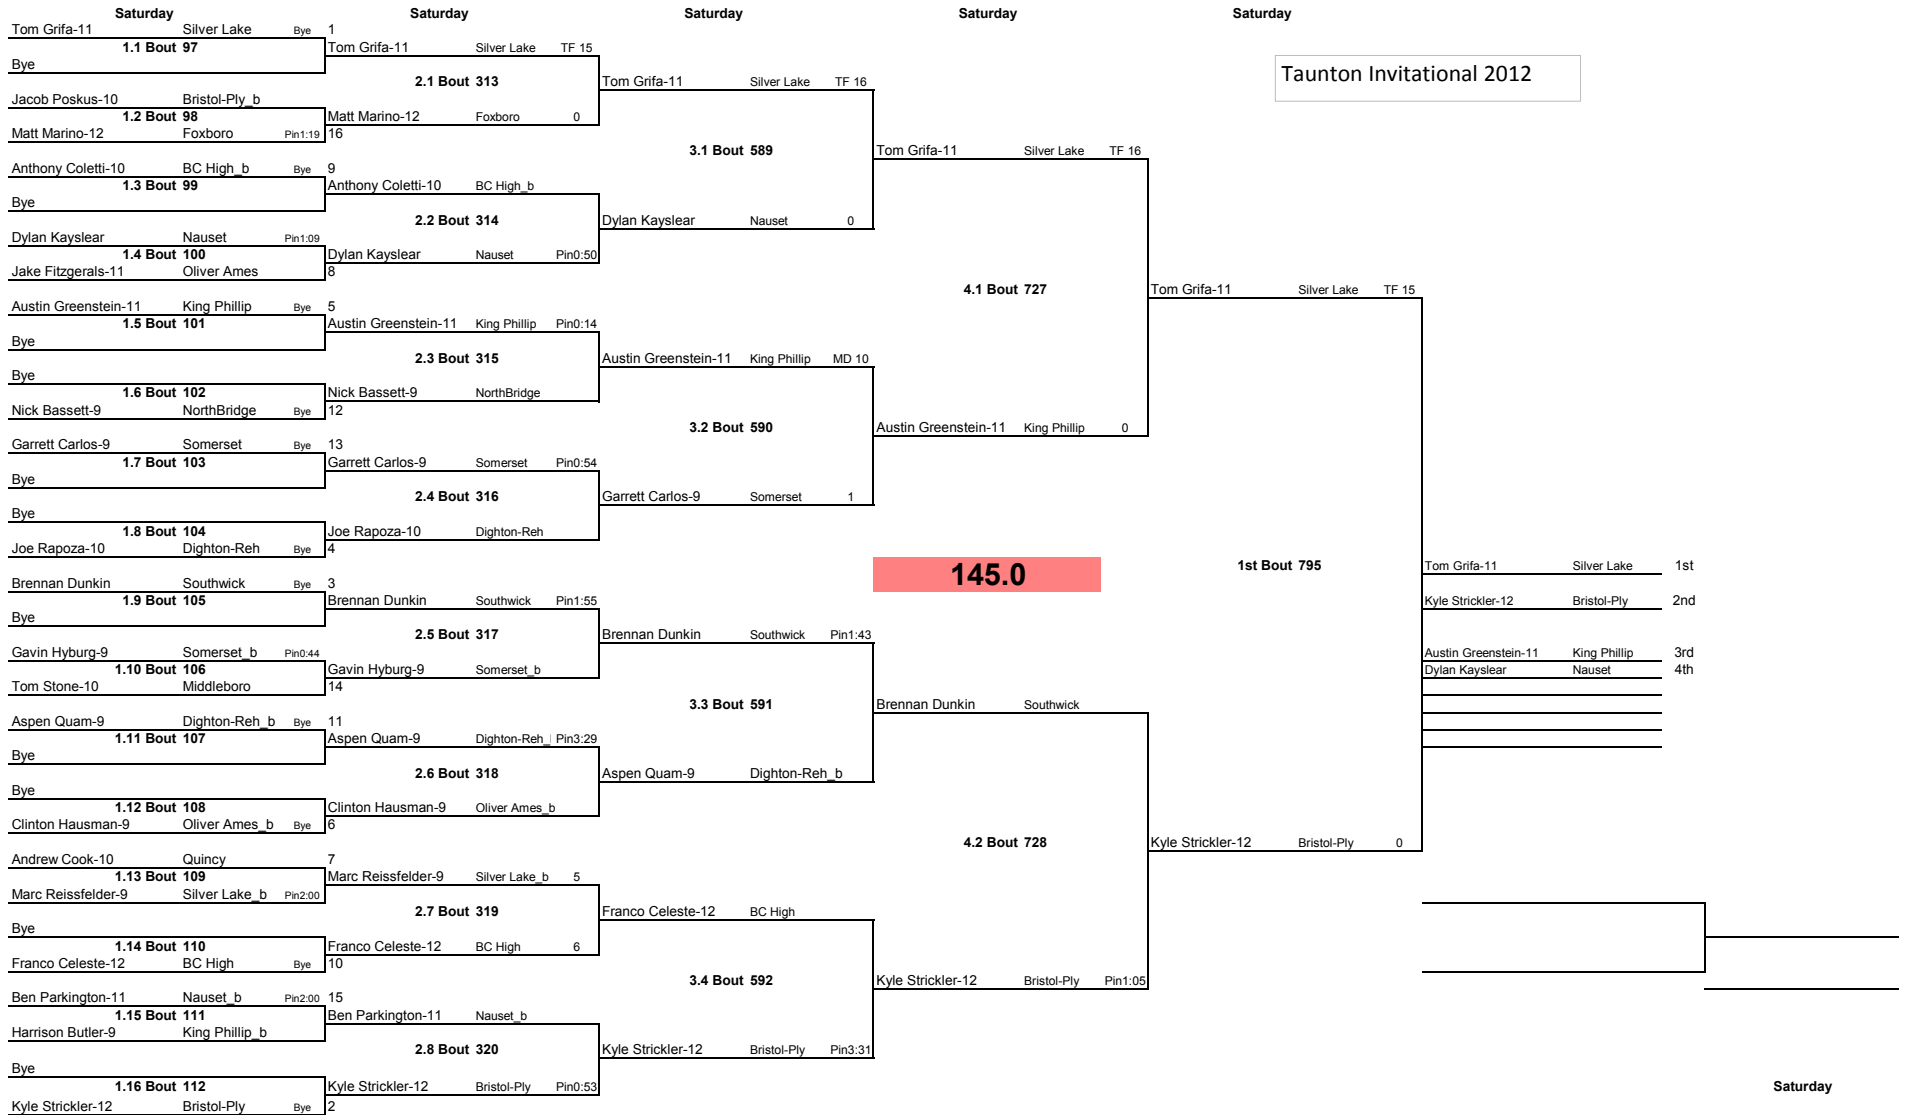 Saturday Saturday Saturday Saturday Saturday
Taunton Invitational 2012
Tom Grifa-11 Silver Lake Bye 1
1.1 Bout 97
Bye
Jacob Poskus-10 Bristol-Ply_b
1.2 Bout 98
Matt Marino-12 Foxboro Pin1:19 16
Anthony Coletti-10 BC High_b Bye 9
1.3 Bout 99
Bye
Dylan Kayslear Nauset Pin1:09
1.4 Bout 100
Jake Fitzgerals-11 Oliver Ames 8
Austin Greenstein-11 King Phillip Bye 5
1.5 Bout 101
Bye
Bye
1.6 Bout 102
Nick Bassett-9 NorthBridge Bye 12
Garrett Carlos-9 Somerset Bye 13
1.7 Bout 103
Bye
Bye
1.8 Bout 104
Joe Rapoza-10 Dighton-Reh Bye 4
Brennan Dunkin Southwick Bye 3
1.9 Bout 105
Bye
Gavin Hyburg-9 Somerset_b Pin0:44
1.10 Bout 106
Tom Stone-10 Middleboro 14
Aspen Quam-9 Dighton-Reh_b Bye 11
1.11 Bout 107
Bye
Bye
1.12 Bout 108
Clinton Hausman-9 Oliver Ames_b Bye 6
Andrew Cook-10 Quincy 7
1.13 Bout 109
Marc Reissfelder-9 Silver Lake_b Pin2:00
Bye
1.14 Bout 110
Franco Celeste-12 BC High Bye 10
Ben Parkington-11 Nauset_b Pin2:00 15
1.15 Bout 111
Harrison Butler-9 King Phillip_b
Bye
1.16 Bout 112
Kyle Strickler-12 Bristol-Ply Bye 2
Tom Grifa-11 Silver Lake TF 15
2.1 Bout 313
Matt Marino-12 Foxboro 0
Anthony Coletti-10 BC High_b
2.2 Bout 314
Dylan Kayslear Nauset Pin0:50
Austin Greenstein-11 King Phillip Pin0:14
2.3 Bout 315
Nick Bassett-9 NorthBridge
Garrett Carlos-9 Somerset Pin0:54
2.4 Bout 316
Joe Rapoza-10 Dighton-Reh
Brennan Dunkin Southwick Pin1:55
2.5 Bout 317
Gavin Hyburg-9 Somerset_b
Aspen Quam-9 Dighton-Reh_ Pin3:29
2.6 Bout 318
Clinton Hausman-9 Oliver Ames_b
Marc Reissfelder-9 Silver Lake_b 5
2.7 Bout 319
Franco Celeste-12 BC High 6
Ben Parkington-11 Nauset_b
2.8 Bout 320
Kyle Strickler-12 Bristol-Ply Pin0:53
Tom Grifa-11 Silver Lake TF 16
3.1 Bout 589
Dylan Kayslear Nauset 0
Austin Greenstein-11 King Phillip MD 10
3.2 Bout 590
Garrett Carlos-9 Somerset 1
Brennan Dunkin Southwick Pin1:43
3.3 Bout 591
Aspen Quam-9 Dighton-Reh_b
Franco Celeste-12 BC High
3.4 Bout 592
Kyle Strickler-12 Bristol-Ply Pin3:31
Tom Grifa-11 Silver Lake TF 16
4.1 Bout 727
Austin Greenstein-11 King Phillip 0
145.0
Brennan Dunkin Southwick
4.2 Bout 728
Kyle Strickler-12 Bristol-Ply Pin1:05
Tom Grifa-11 Silver Lake TF 15
1st Bout 795
Kyle Strickler-12 Bristol-Ply 0
Tom Grifa-11 Silver Lake 1st
Kyle Strickler-12 Bristol-Ply 2nd
Austin Greenstein-11 King Phillip 3rd
Dylan Kayslear Nauset 4th
Saturday